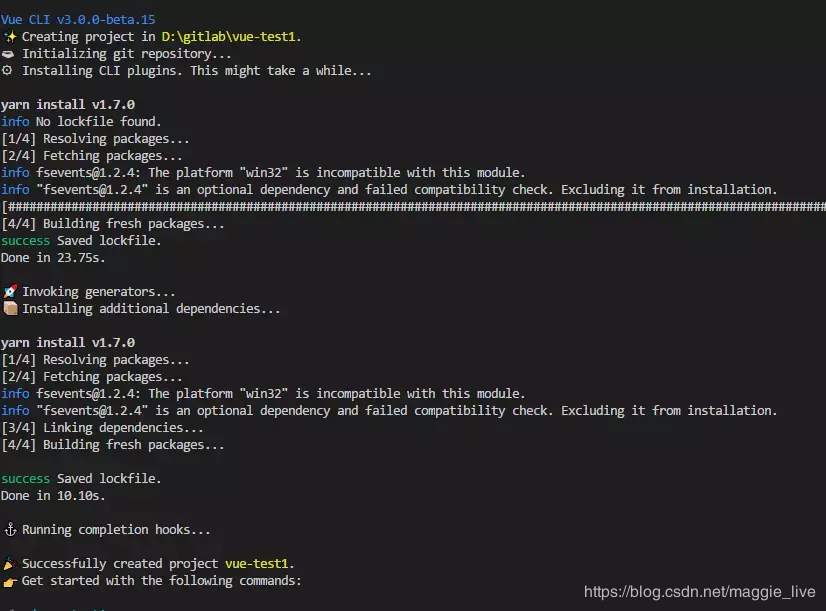 Vue CLI v3.0.0-beta.15
✨ Creating project in D:\gitlab\vue-test1.
Initializing git repository...
⚙ Installing CLI plugins. This might take a while...
yarn install v1.7.0
info No lockfile found.
[1/4] Resolving packages...
[2/4] Fetching packages...
info fsevents@1.2.4: The platform "win32" is incompatible with this module.
info "fsevents@1.2.4" is an optional dependency and failed compatibility check. Excluding it from installation.
[######################################################################################################################
[4/4] Building fresh packages...
success Saved lockfile.
Done in 23.75s.
🚀 Invoking generators...
📦 Installing additional dependencies...
yarn install v1.7.0
[1/4] Resolving packages...
[2/4] Fetching packages...
info fsevents@1.2.4: The platform "win32" is incompatible with this module.
info "fsevents@1.2.4" is an optional dependency and failed compatibility check. Excluding it from installation.
[3/4] Linking dependencies...
[4/4] Building fresh packages...
success Saved lockfile.
Done in 10.10s.
⚓ Running completion hooks...
🎉 Successfully created project vue-test1.
👉 Get started with the following commands:
https://blog.csdn.net/maggie_live